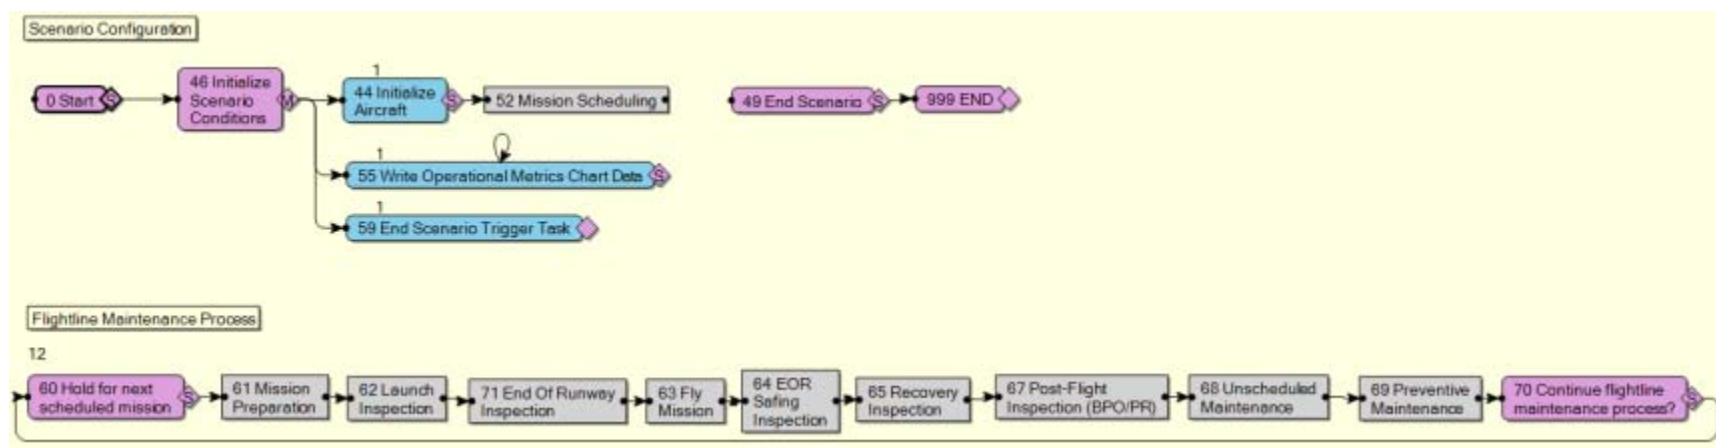 Scenario Configuration
0 Start
S
46 Initialize
Scenario
Conditions
M
1
44 Initialize
Aircraft
S
52 Mission Scheduling
49 End Scenario
S
999 END
1
55 Write Operational Metrics Chart Data
S
1
59 End Scenario Trigger Task
Flightline Maintenance Process
12
60 Hold for next
scheduled mission
S
61 Mission
Preparation
62 Launch
Inspection
71 End Of Runway
Inspection
63 Fly
Mission
64 EOR
Safing
Inspection
65 Recovery
Inspection
67 Post-Flight
Inspection (BPO/PR)
68 Unscheduled
Maintenance
69 Preventive
Maintenance
70 Continue flightline
maintenance process?
S